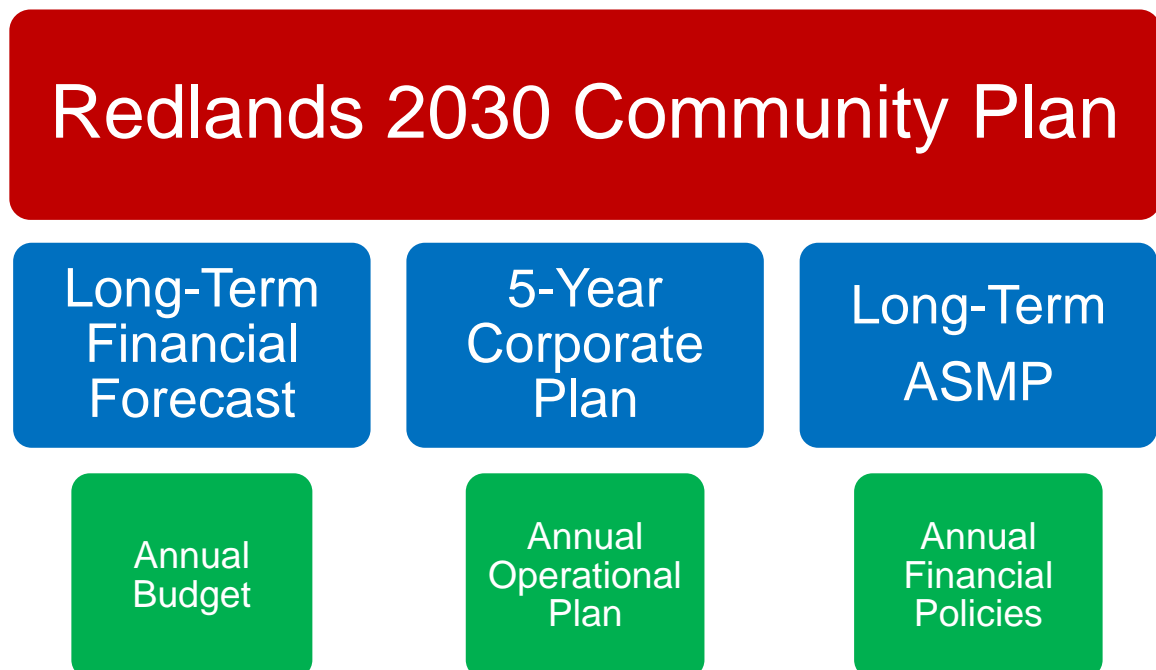 Redlands 2030 Community Plan
Long-Term
Financial
Forecast
5-Year
Corporate
Plan
Long-Term
ASMP
Annual
Budget
Annual
Operational
Plan
Annual
Financial
Policies